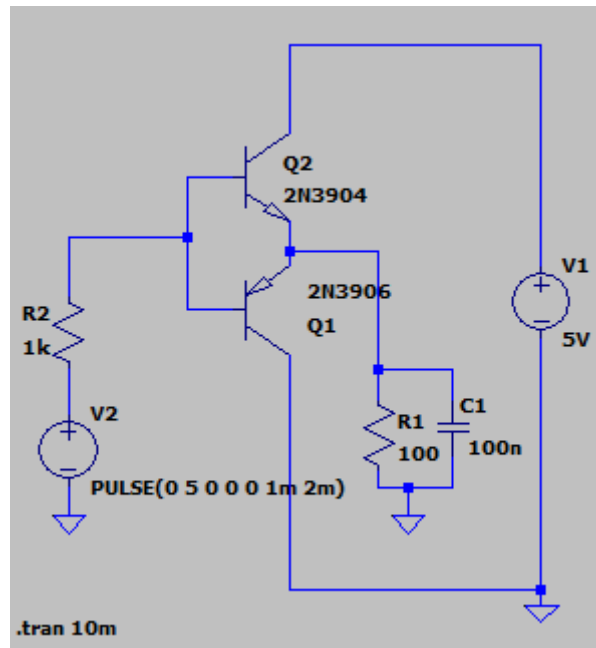 Q2
2N3904
2N3906
Q1
V1
5V
R2
1k
V2
PULSE(0 5 0 0 0 1m 2m)
R1
100
C1
100n
.tran 10m